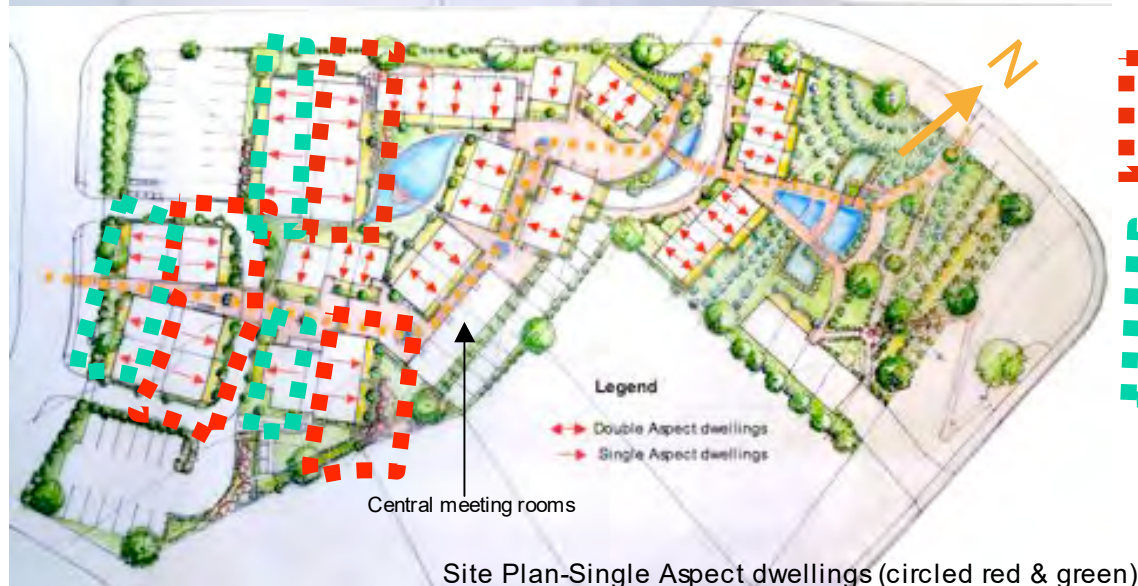 N
Legend
Double Aspect dwellings
Single Aspect dwellings
Central meeting rooms
Site Plan-Single Aspect dwellings (circled red & green)